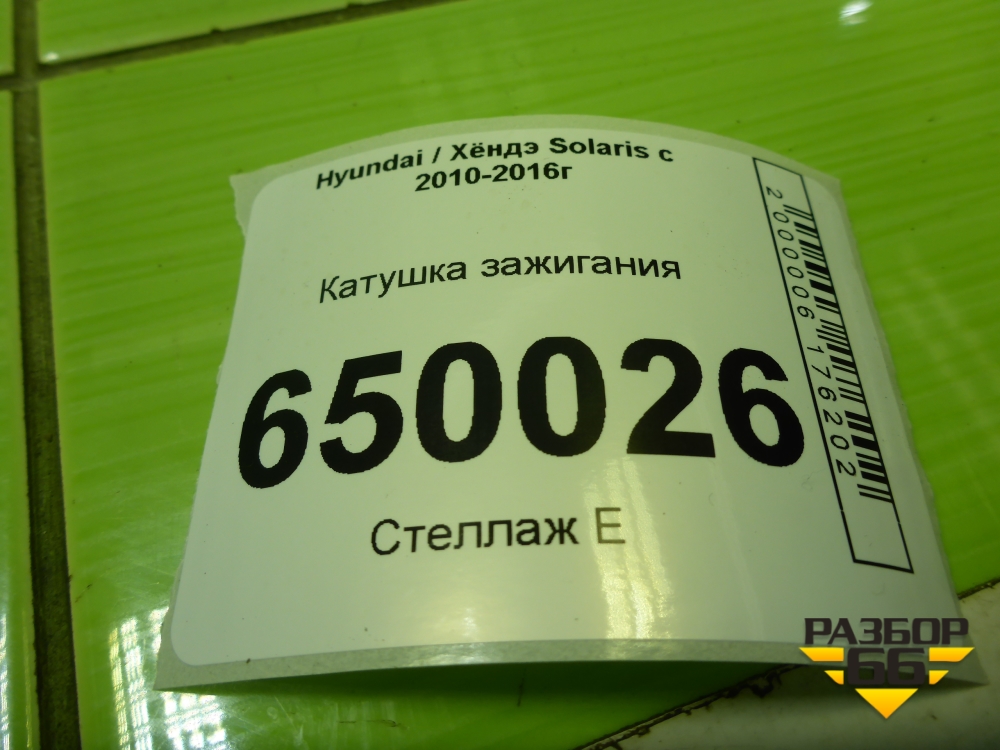 Hyundai / Хёндэ Solaris с
2010-2016г
Катушка зажигания
650026
Стеллаж Е
2000006176202
РАЗБОР
66